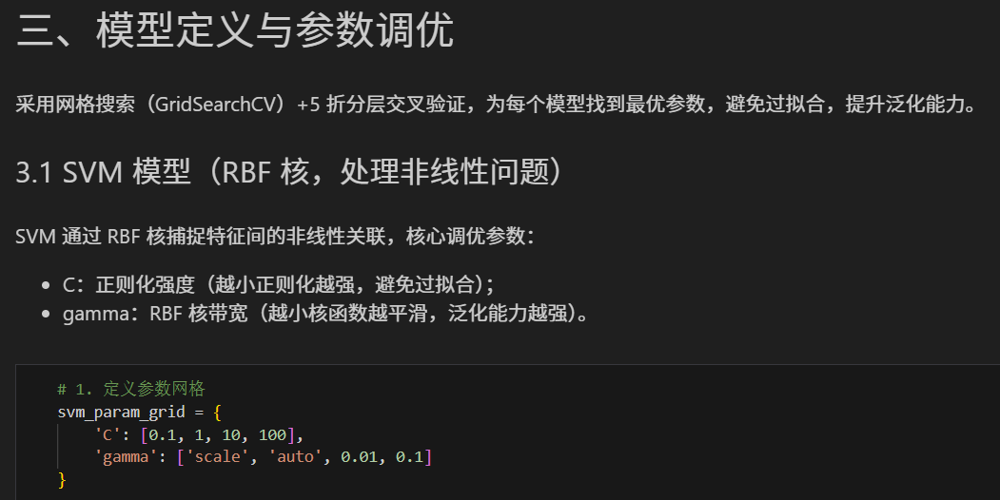 三、模型定义与参数调优
采用网格搜索（GridSearchCV）+5 折分层交叉验证，为每个模型找到最优参数，避免过拟合，提升泛化能力。
3.1 SVM 模型（RBF 核，处理非线性问题）
SVM 通过 RBF 核捕捉特征间的非线性关联，核心调优参数：
• C：正则化强度（越小正则化越强，避免过拟合）；
• gamma：RBF 核带宽（越小核函数越平滑，泛化能力越强）。
# 1. 定义参数网格
svm_param_grid = {
    'C': [0.1, 1, 10, 100],
    'gamma': ['scale', 'auto', 0.01, 0.1]
}